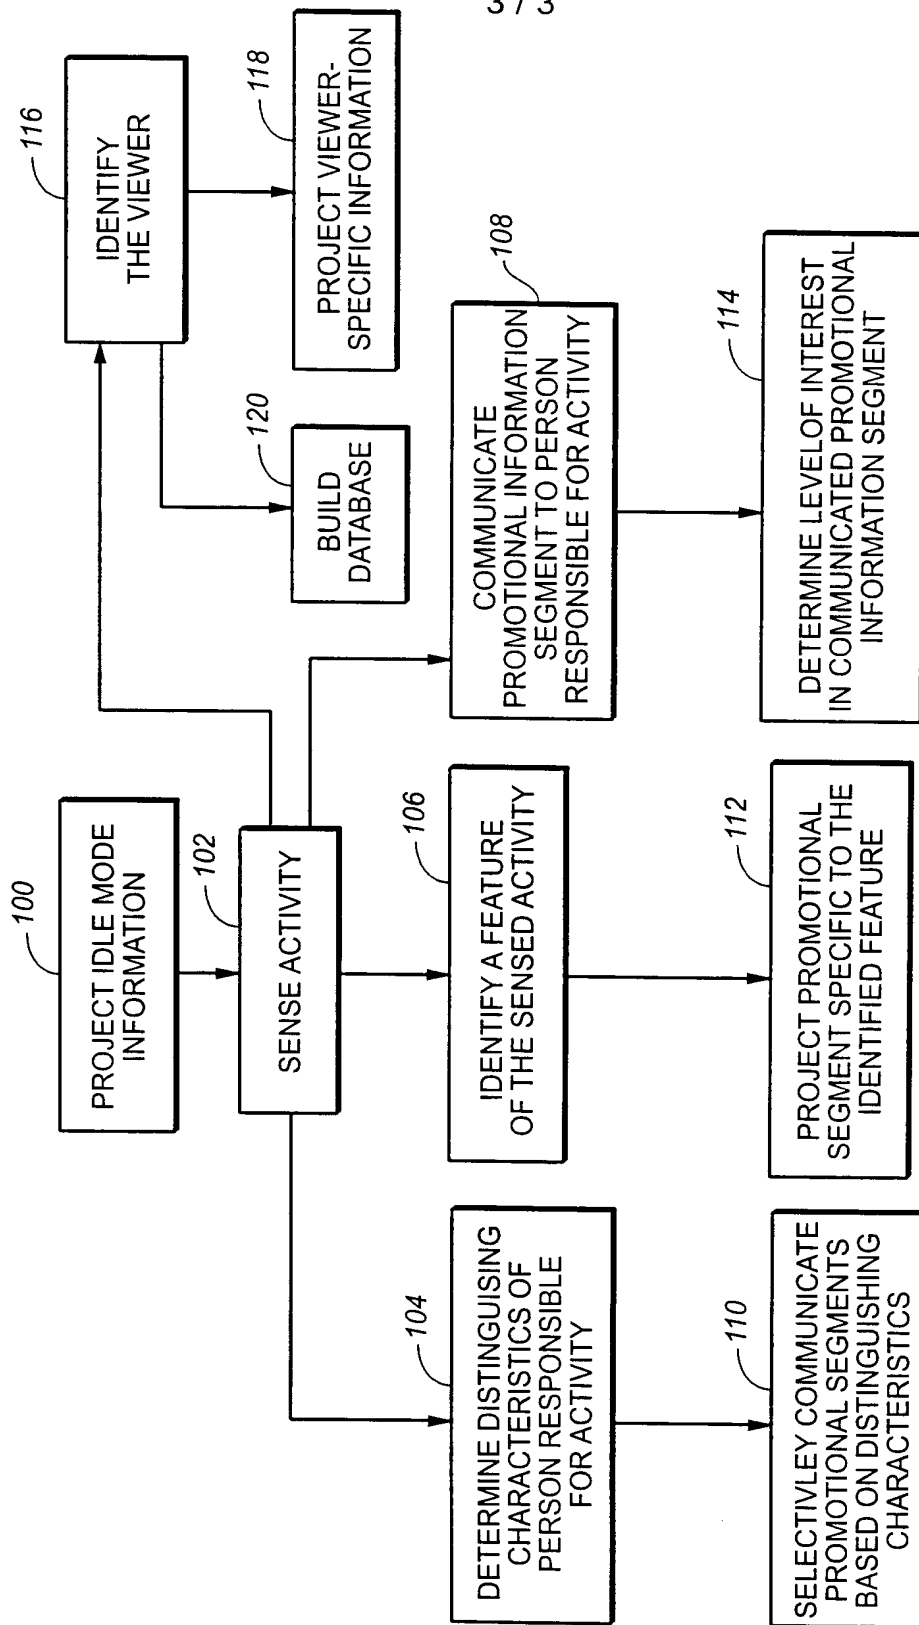 3 / 3
100
PROJECT IDLE MODE
INFORMATION
102
SENSE ACTIVITY
116
IDENTIFY
THE VIEWER
118
PROJECT VIEWER-
SPECIFIC INFORMATION
120
BUILD
DATABASE
104
DETERMINE DISTINGUISING
CHARACTERISTICS OF
PERSON RESPONSIBLE
FOR ACTIVITY
106
IDENTIFY A FEATURE
OF THE SENSED ACTIVITY
108
COMMUNICATE
PROMOTIONAL INFORMATION
SEGMENT TO PERSON
RESPONSIBLE FOR ACTIVITY
110
SELECTIVLEY COMMUNICATE
PROMOTIONAL SEGMENTS
BASED ON DISTINGUISHING
CHARACTERISTICS
112
PROJECT PROMOTIONAL
SEGMENT SPECIFIC TO THE
IDENTIFIED FEATURE
114
DETERMINE LEVEL OF INTEREST
IN COMMUNICATED PROMOTIONAL
INFORMATION SEGMENT